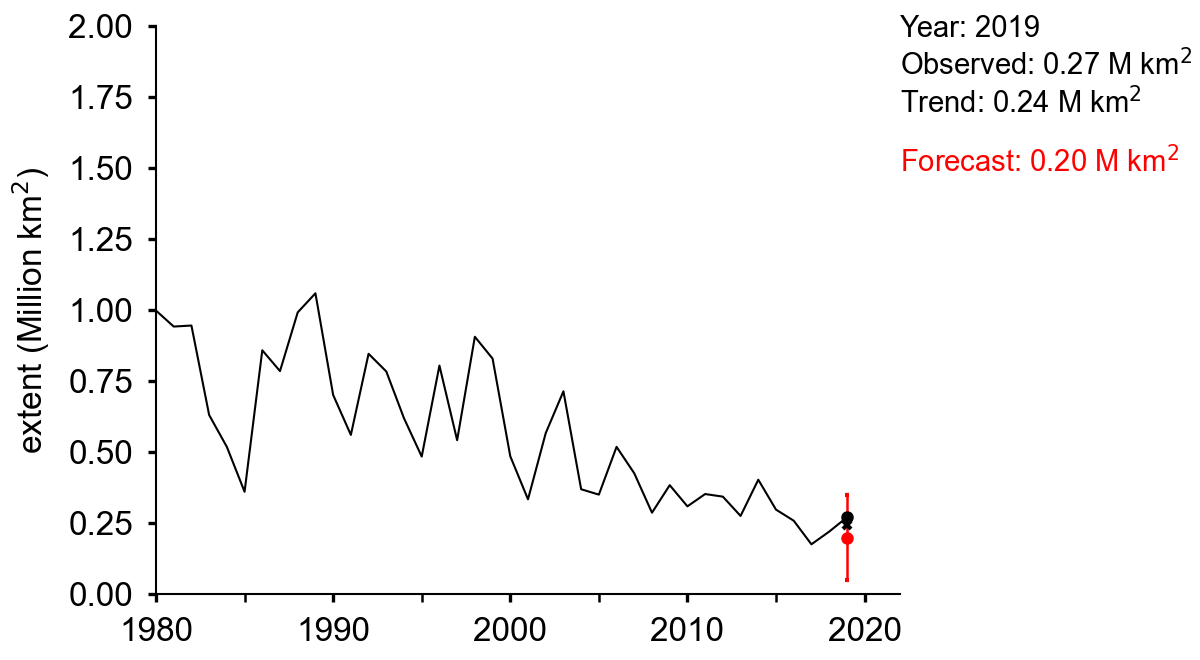 2.00
1.75
1.50
1.25
1.00
0.75
0.50
0.25
0.00
extent (Million km²)
1980
1990
2000
2010
2020
Year: 2019
Observed: 0.27 M km²
Trend: 0.24 M km²
Forecast: 0.20 M km²